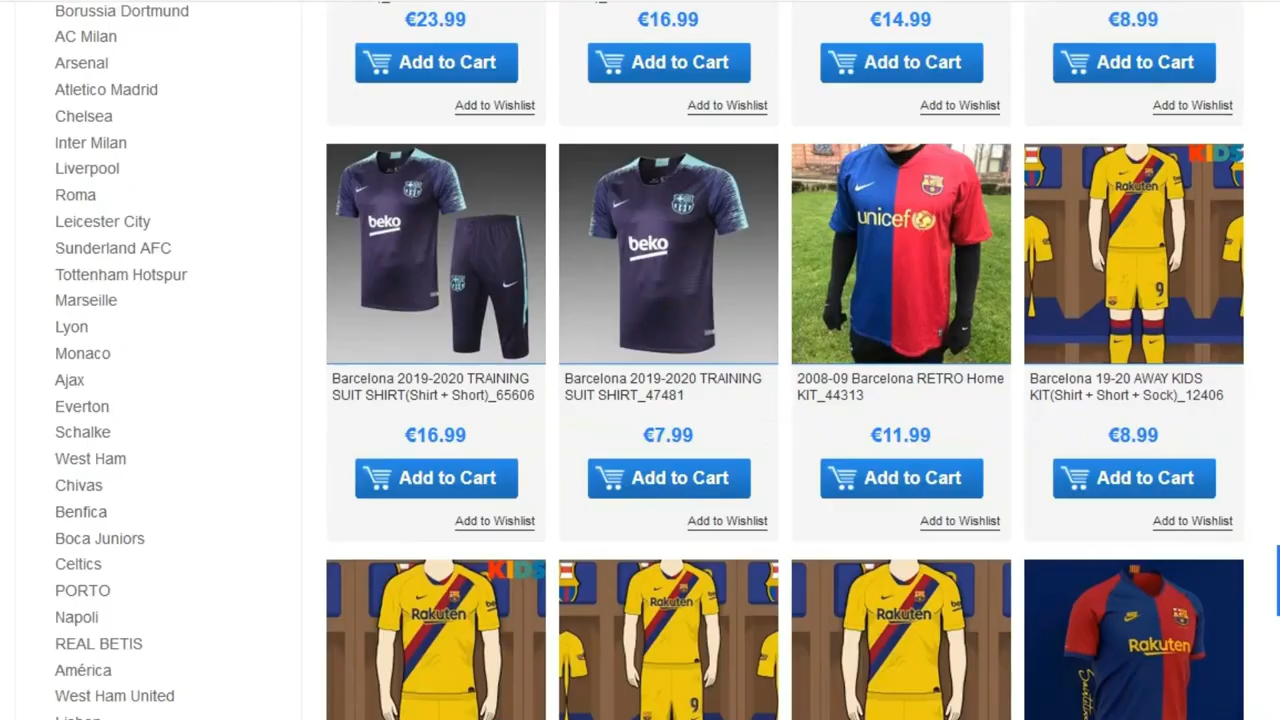 Borussia Dortmund
AC Milan
Arsenal
Atletico Madrid
Chelsea
Inter Milan
Liverpool
Roma
Leicester City
Sunderland AFC
Tottenham Hotspur
Marseille
Lyon
Monaco
Ajax
Everton
Schalke
West Ham
Chivas
Benfica
Boca Juniors
Celtics
PORTO
Napoli
REAL BETIS
América
West Ham United
€23.99
€16.99
€14.99
€8.99
Add to Cart
Add to Cart
Add to Cart
Add to Cart
Add to Wishlist
Add to Wishlist
Add to Wishlist
Add to Wishlist
beko
beko
unicef
KIDS
Rakuten
9
Barcelona 2019-2020 TRAINING
SUIT SHIRT(Shirt + Short)_65606
Barcelona 2019-2020 TRAINING
SUIT SHIRT_47481
2008-09 Barcelona RETRO Home
KIT_44313
Barcelona 19-20 AWAY KIDS
KIT(Shirt + Short + Sock)_12406
€16.99
€7.99
€11.99
€8.99
Add to Cart
Add to Cart
Add to Cart
Add to Cart
Add to Wishlist
Add to Wishlist
Add to Wishlist
Add to Wishlist
KIDS
Rakuten
Rakuten
9
Rakuten
Rakuten